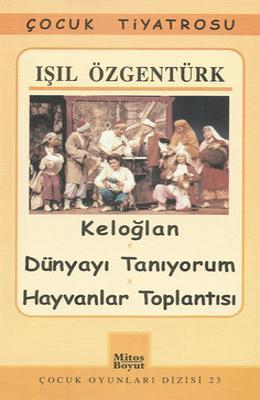 ÇOCUK TİYATROSU
IŞIL ÖZGENTÜRK
Keloğlan
Dünyayı Tanıyorum
Hayvanlar Toplantısı
Mitos
Boyut
ÇOCUK OYUNLARI DİZİSİ 23